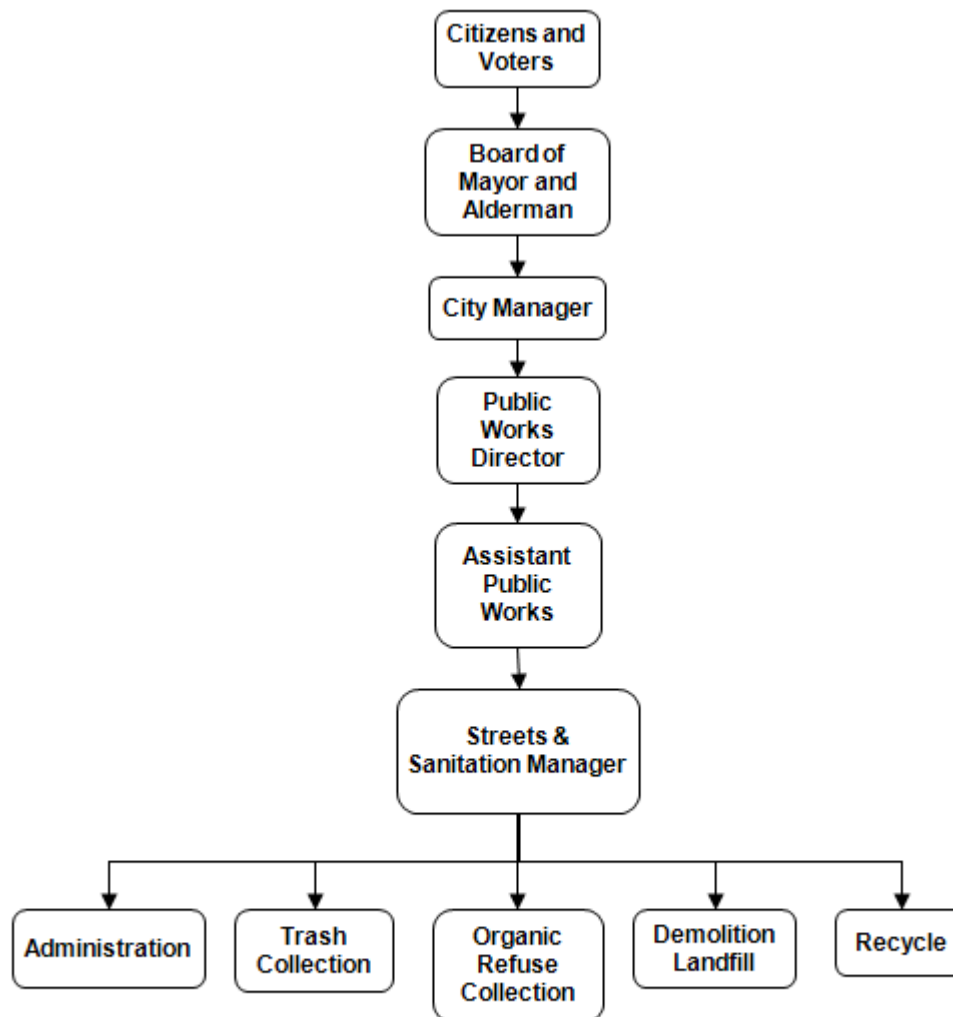 Citizens and
Voters
Board of
Mayor and
Alderman
City Manager
Public
Works
Director
Assistant
Public
Works
Streets &
Sanitation Manager
Administration
Trash
Collection
Organic
Refuse
Collection
Demolition
Landfill
Recycle